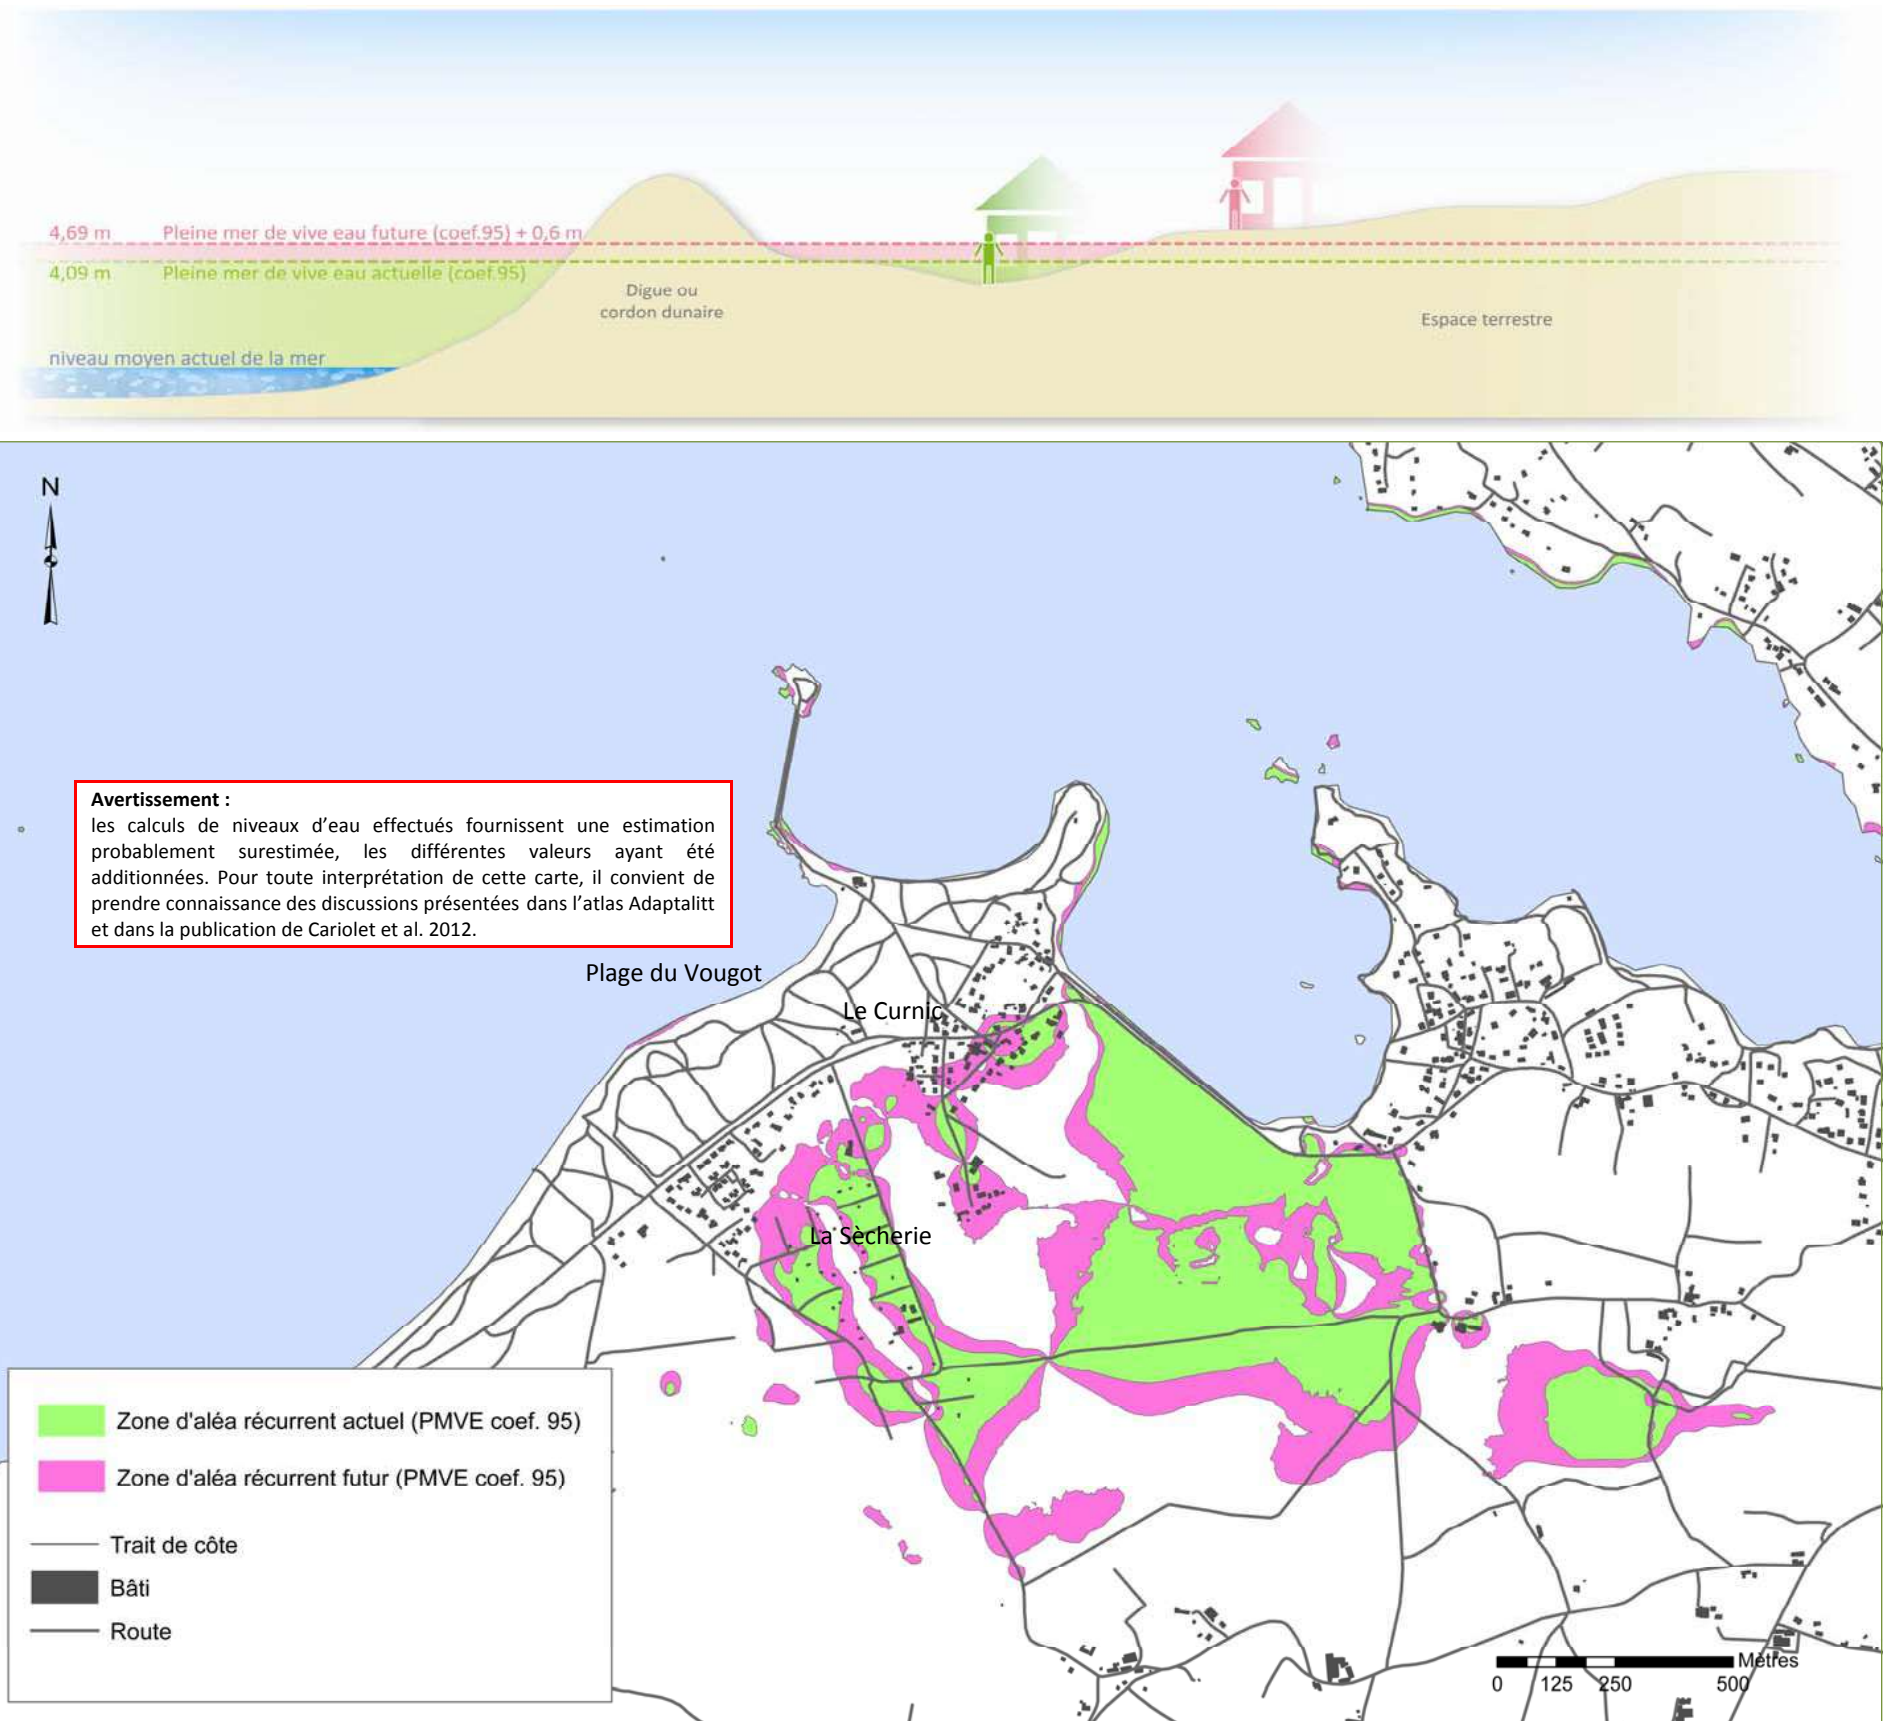 4,69 m Pleine mer de vive eau future (coef.95) + 0,6 m
4,09 m Pleine mer de vive eau actuelle (coef.95)
Digue ou
cordon dunaire
Espace terrestre
niveau moyen actuel de la mer
N
Avertissement :
les calculs de niveaux d'eau effectués fournissent une estimation
probablement surestimée, les différentes valeurs ayant été
additionnées. Pour toute interprétation de cette carte, il convient de
prendre connaissance des discussions présentées dans l'atlas Adaptalitt
et dans la publication de Cariolet et al. 2012.
Plage du Vougot
Le Curnic
La Sècherie
Zone d'aléa récurrent actuel (PMVE coef. 95)
Zone d'aléa récurrent futur (PMVE coef. 95)
Trait de côte
Bâti
Route
Mètres
0 125 250 500